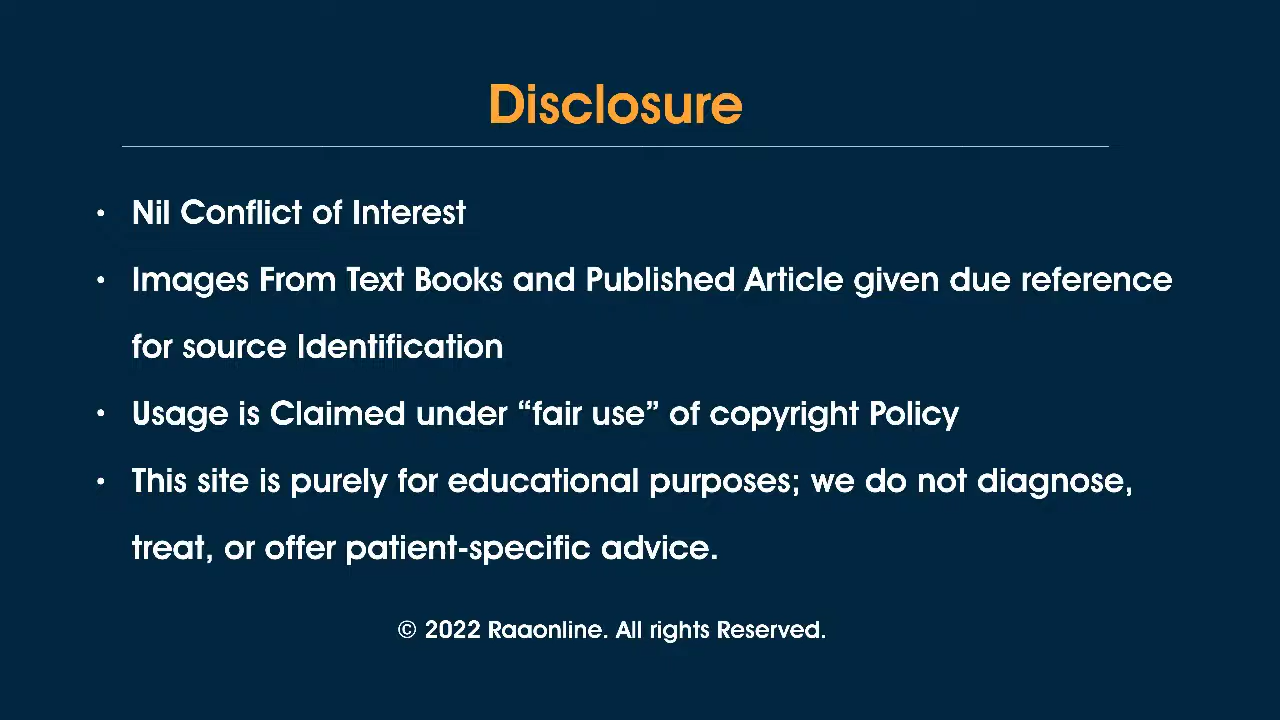 Disclosure
• Nil Conflict of Interest
• Images From Text Books and Published Article given due reference
for source Identification
• Usage is Claimed under “fair use” of copyright Policy
• This site is purely for educational purposes; we do not diagnose,
treat, or offer patient-specific advice.
© 2022 Raaonline. All rights Reserved.